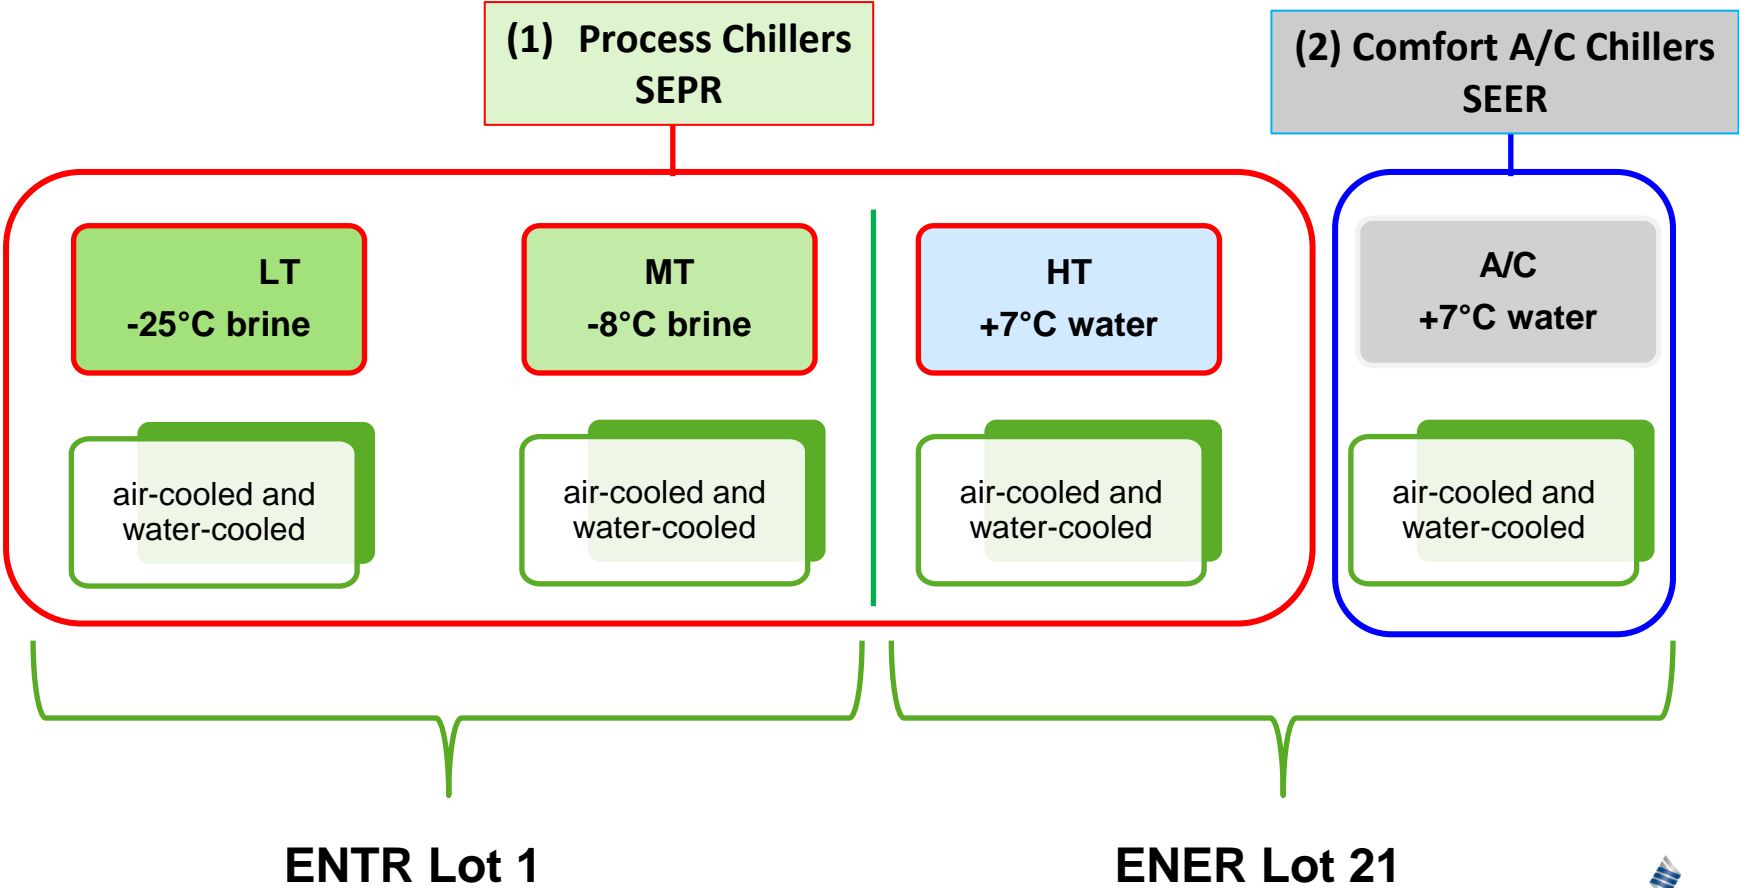 (1) Process Chillers
SEPR
(2) Comfort A/C Chillers
SEER
LT
-25°C brine
MT
-8°C brine
HT
+7°C water
A/C
+7°C water
air-cooled and
water-cooled
air-cooled and
water-cooled
air-cooled and
water-cooled
air-cooled and
water-cooled
ENTR Lot 1
ENER Lot 21